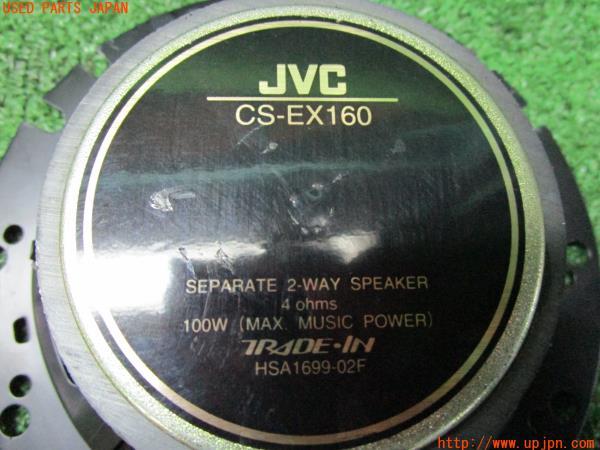 USED PARTS JAPAN
JVC
CS-EX160
SEPARATE 2-WAY SPEAKER
4 ohms
100W (MAX. MUSIC POWER)
TRADE·IN
HSA1699-02F
http://www.upjpn.com/